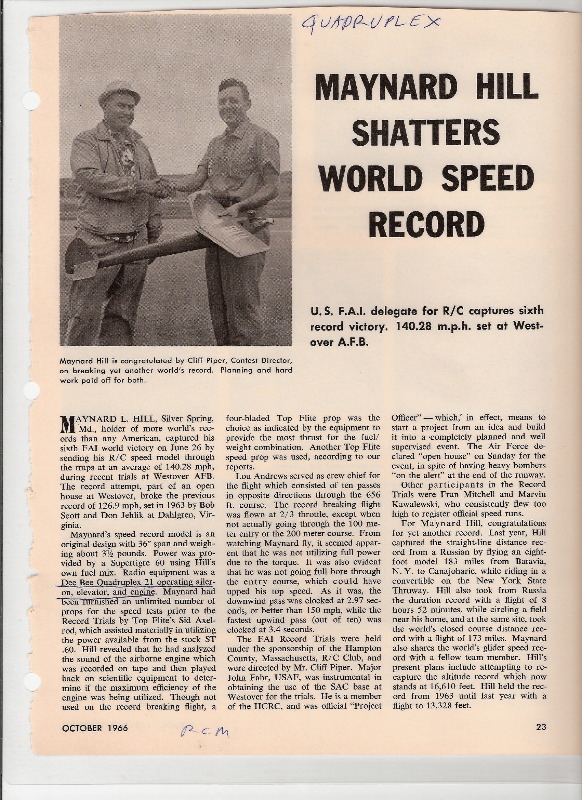 QUADRUPLEX
MAYNARD HILL
SHATTERS
WORLD SPEED
RECORD
U.S. F.A.I. delegate for R/C captures sixth
record victory. 140.28 m.p.h. set at West-
over A.F.B.
Maynard Hill is congratulated by Cliff Piper, Contest Director,
on breaking yet another world's record. Planning and hard
work paid off for both.
MAYNARD L. HILL, Silver Spring,
Md., holder of more world's rec-
ords than any American, captured his
sixth FAI world victory on June 26 by
sending his R/C speed model through
the traps at an average of 140.28 mph,
during recent trials at Westover AFB.
The record attempt, part of an open
house at Westover, broke the previous
record of 126.9 mph, set in 1963 by Bob
Scott and Don Jehlik at Dahlgren, Vir-
ginia.
Maynard's speed model is an
original design with 36" span and weigh-
ing about 3½ pounds. Power was pro-
vided by a Supertigre 60 using Hill's
own fuel mix. Radio equipment was a
Dee Bee Quadruplex 21 operating ailer-
on, elevator, and engine. Maynard had
been furnished an unlimited number of
props for the speed tests prior to the
Record Trials by Top Flite's Sid Axel-
rod, which assisted materially in utilizing
the power available from the stock ST
.60. Hill revealed that he had analyzed
the sound of the airborne engine which
was recorded on tape and then played
back on scientific equipment to deter-
mine if the maximum efficiency of the
engine was being utilized. Though not
used on the record breaking flight, a
four-bladed Top Flite prop was the
choice as indicated by the equipment to
provide the most thrust for the fuel/
weight combination. Another Top Flite
speed prop was used, according to our
reports.
Lou Andrews served as crew chief for
the flight which consisted of ten passes
in opposite directions through the 656
ft. course. The record breaking flight
was flown at 2/3 throttle, except when
not actually going through the 100 me-
ter entry or the 200 meter course. From
watching Maynard fly, it seemed appar-
ent that he was not utilizing full power
due to the torque. It was also evident
that he was not going full bore through
the entry course, which could have
upped his top speed. As it was, the
downwind pass was clocked at 2.97 sec-
onds, or better than 150 mph, while the
fastest upwind pass (out of ten) was
clocked at 3.4 seconds.
The FAI Record Trials were held
under the sponsorship of the Hampton
County, Massachusetts, R/C Club, and
were directed by Mr. Cliff Piper. Major
John Fohr, USAF, was instrumental in
obtaining the use of the SAC base at
Westover for the trials. He is a member
of the HCRC, and was official "Project
Officer" — which, in effect, means to
start a project from an idea and build
it into a completely planned and well
supervised event. The Air Force de-
clared "open house" on Sunday for the
event, in spite of having heavy bombers
"on the alert" at the end of the runway.
Other participants in the Record
Trials were Fran Mitchell and Marvin
Kawalewski, who consistently flew too
high to register official speed runs.
For Maynard Hill, congratulations
for yet another record. Last year, Hill
captured the straight-line distance rec-
ord from a Russian by flying an eight-
foot model 183 miles from Batavia,
N. Y. to Canajoharie, while riding in a
convertible on the New York State
Thruway. Hill also took from Russia
the duration record with a flight of 8
hours 52 minutes, while circling a field
near his home, and at the same site, took
the world's closed course distance rec-
ord with a flight of 173 miles. Maynard
also shares the world's glider speed rec-
ord with a fellow team member. Hill's
present plans include attempting to re-
capture the altitude record which now
stands at 16,610 feet. Hill held the rec-
ord from 1963 until last year with a
flight to 13,328 feet.
OCTOBER 1966
RCM
23